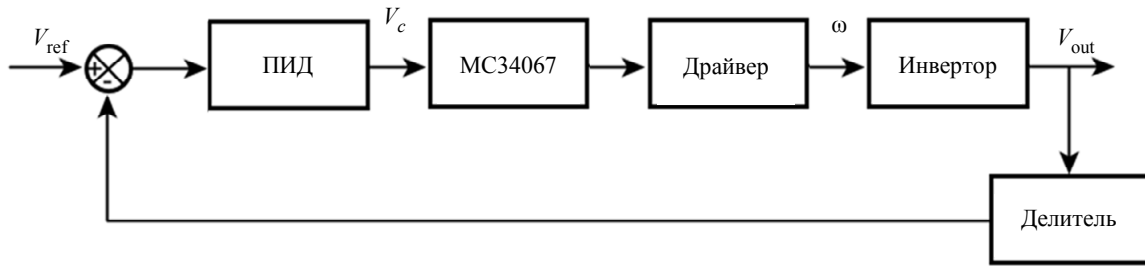 V_ref
+
-
ПИД
V_c
MC34067
Драйвер
ω
Инвертор
V_out
Делитель